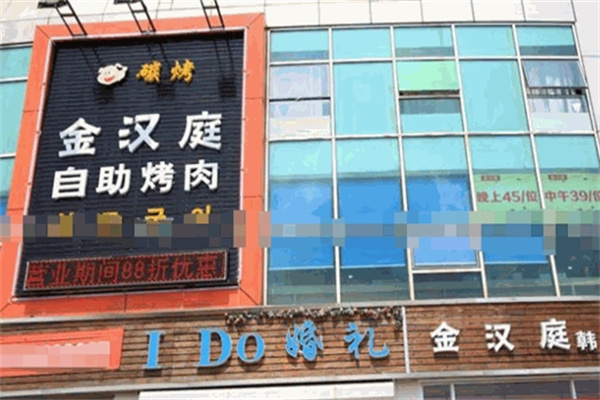 碳烤
金汉庭
自助烤肉
营业期间88折优惠
晚上45/位
中午39/位
I Do 婚礼
金汉庭 韩